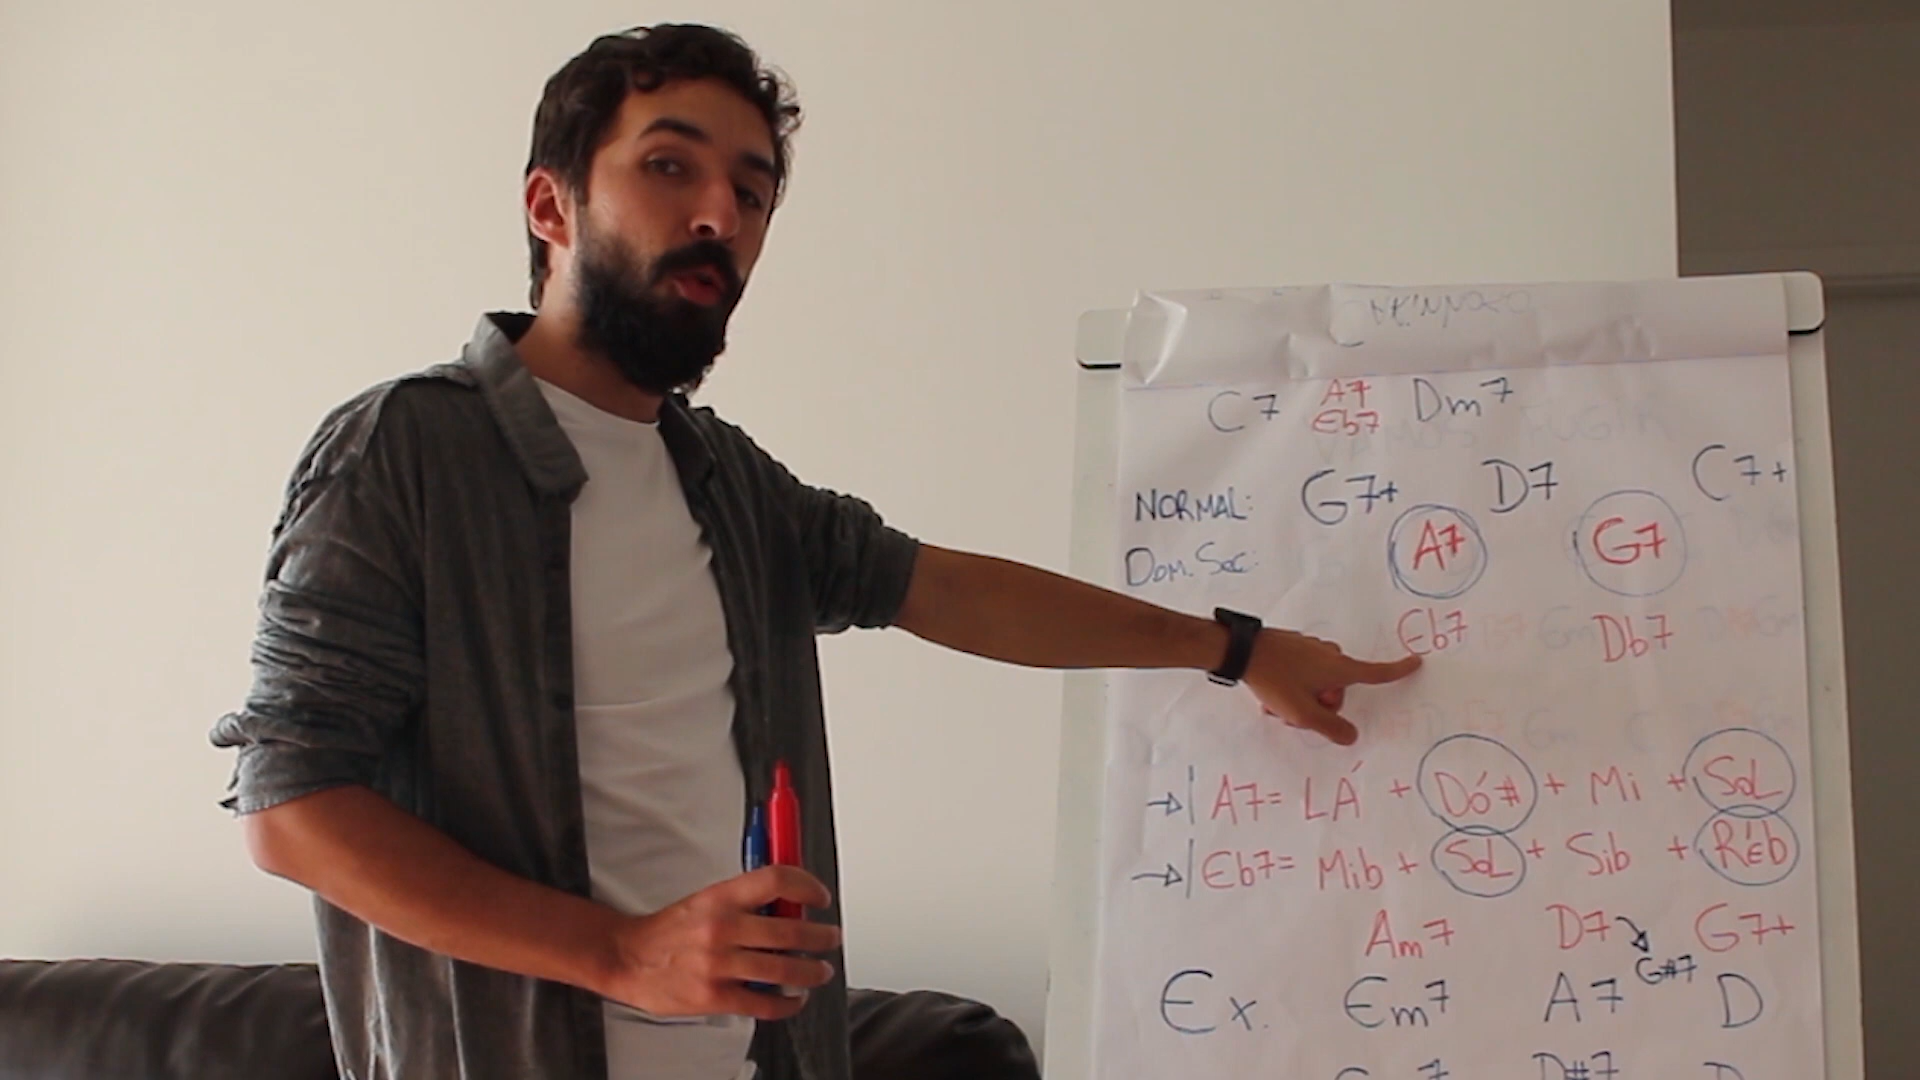 C7 A7 Dm7
Eb7
NORMAL: G7+ D7 C7+
Dom. Sec: A7 G7
Eb7 Db7
→| A7= LÁ + Dó# + Mi + SoL
→| Eb7= Mib + SoL + Sib + RÉb
Am7 D7 ↘ G7+
G#7
Ex. Em7 A7 D
D#7